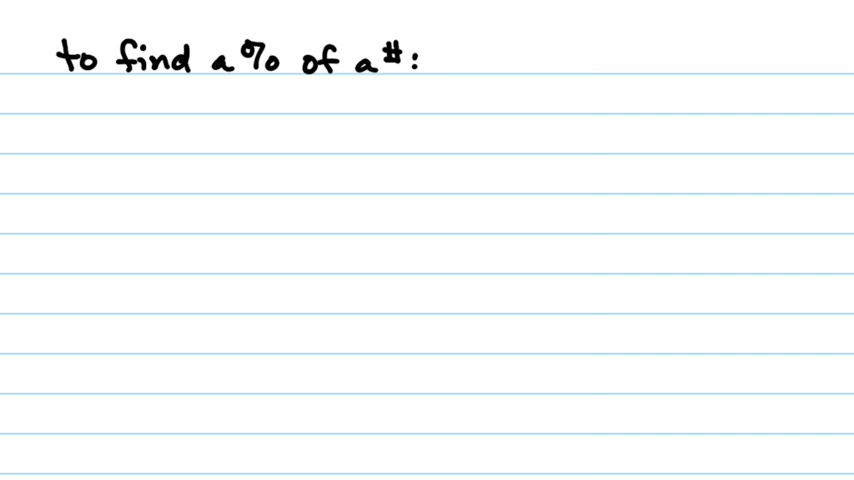 to find a % of a #: